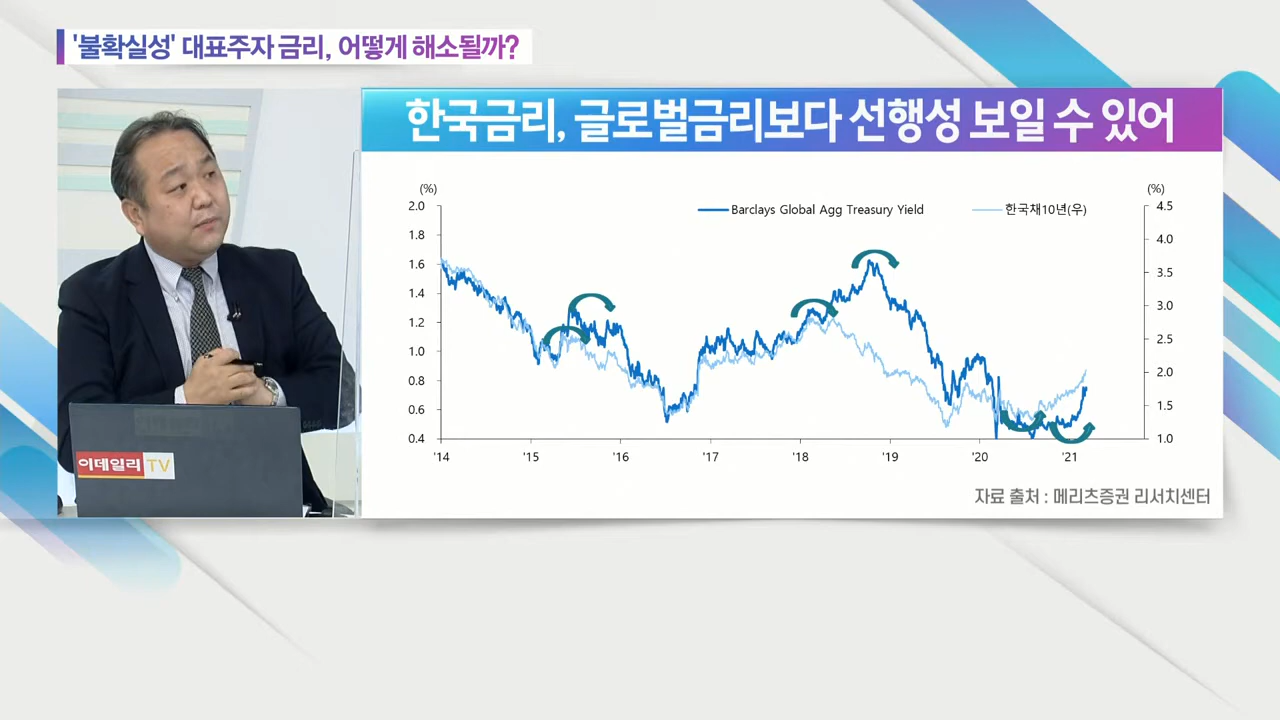 '불확실성' 대표주자 금리, 어떻게 해소될까?
한국금리, 글로벌금리보다 선행성 보일 수 있어
(%)
(%)
Barclays Global Agg Treasury Yield
한국채10년(우)
2.0
1.8
1.6
1.4
1.2
1.0
0.8
0.6
0.4
4.5
4.0
3.5
3.0
2.5
2.0
1.5
1.0
'14 '15 '16 '17 '18 '19 '20 '21
자료 출처 : 메리츠증권 리서치센터
이데일리 TV